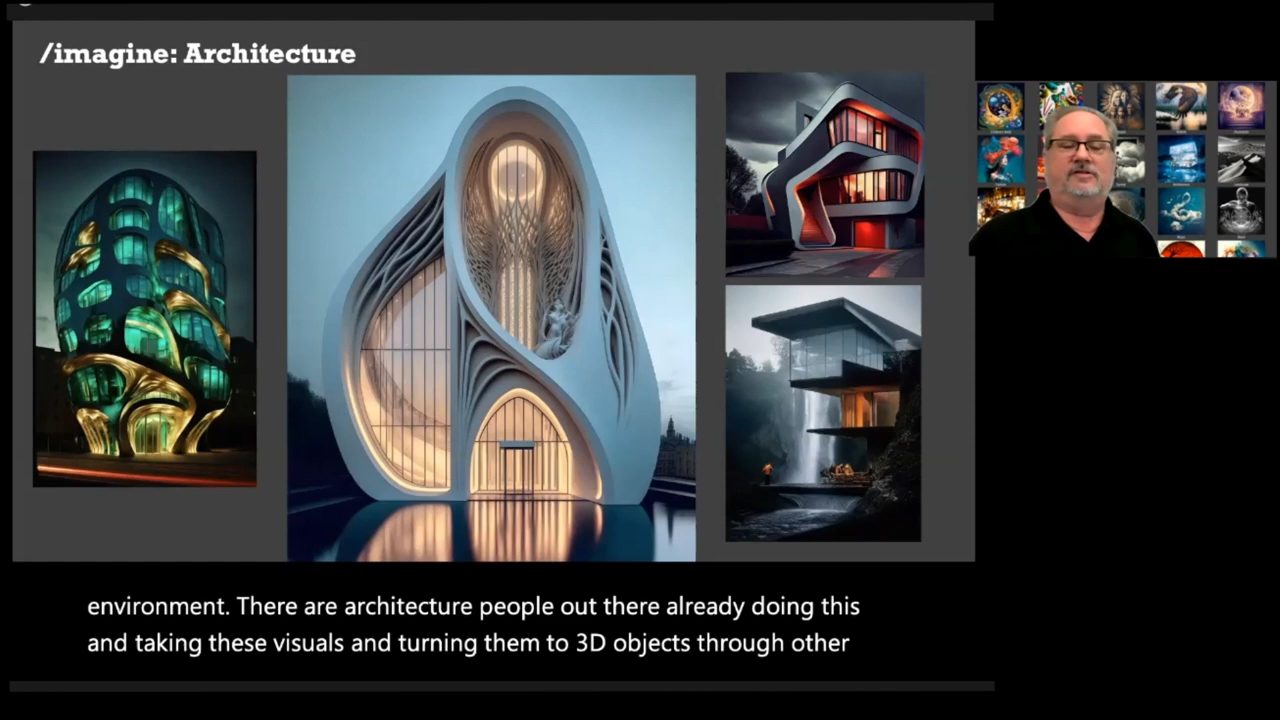 /imagine: Architecture
environment. There are architecture people out there already doing this
and taking these visuals and turning them to 3D objects through other